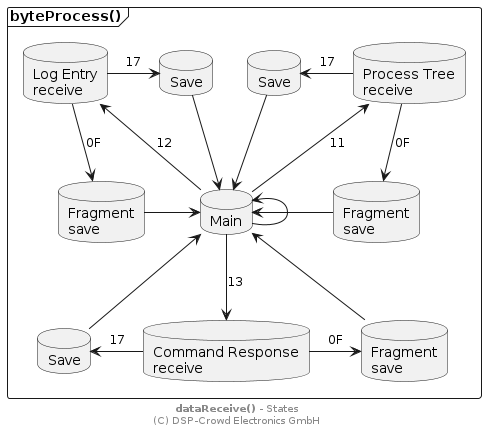 byteProcess()
Log Entry
receive
17
Save
Save
17
Process Tree
receive
0F
12
11
0F
Fragment
save
Main
Fragment
save
13
Save
17
Command Response
receive
0F
Fragment
save
dataReceive() - States
(C) DSP-Crowd Electronics GmbH